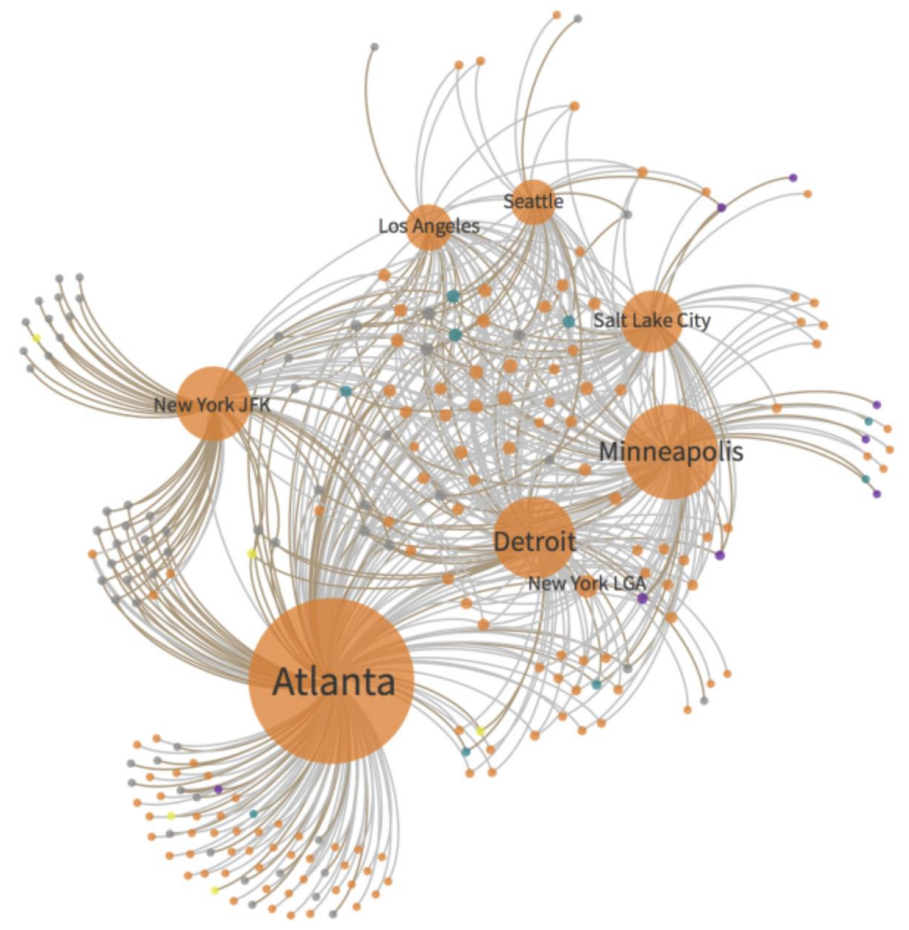 Seattle
Los Angeles
Salt Lake City
New York JFK
Minneapolis
Detroit
New York LGA
Atlanta